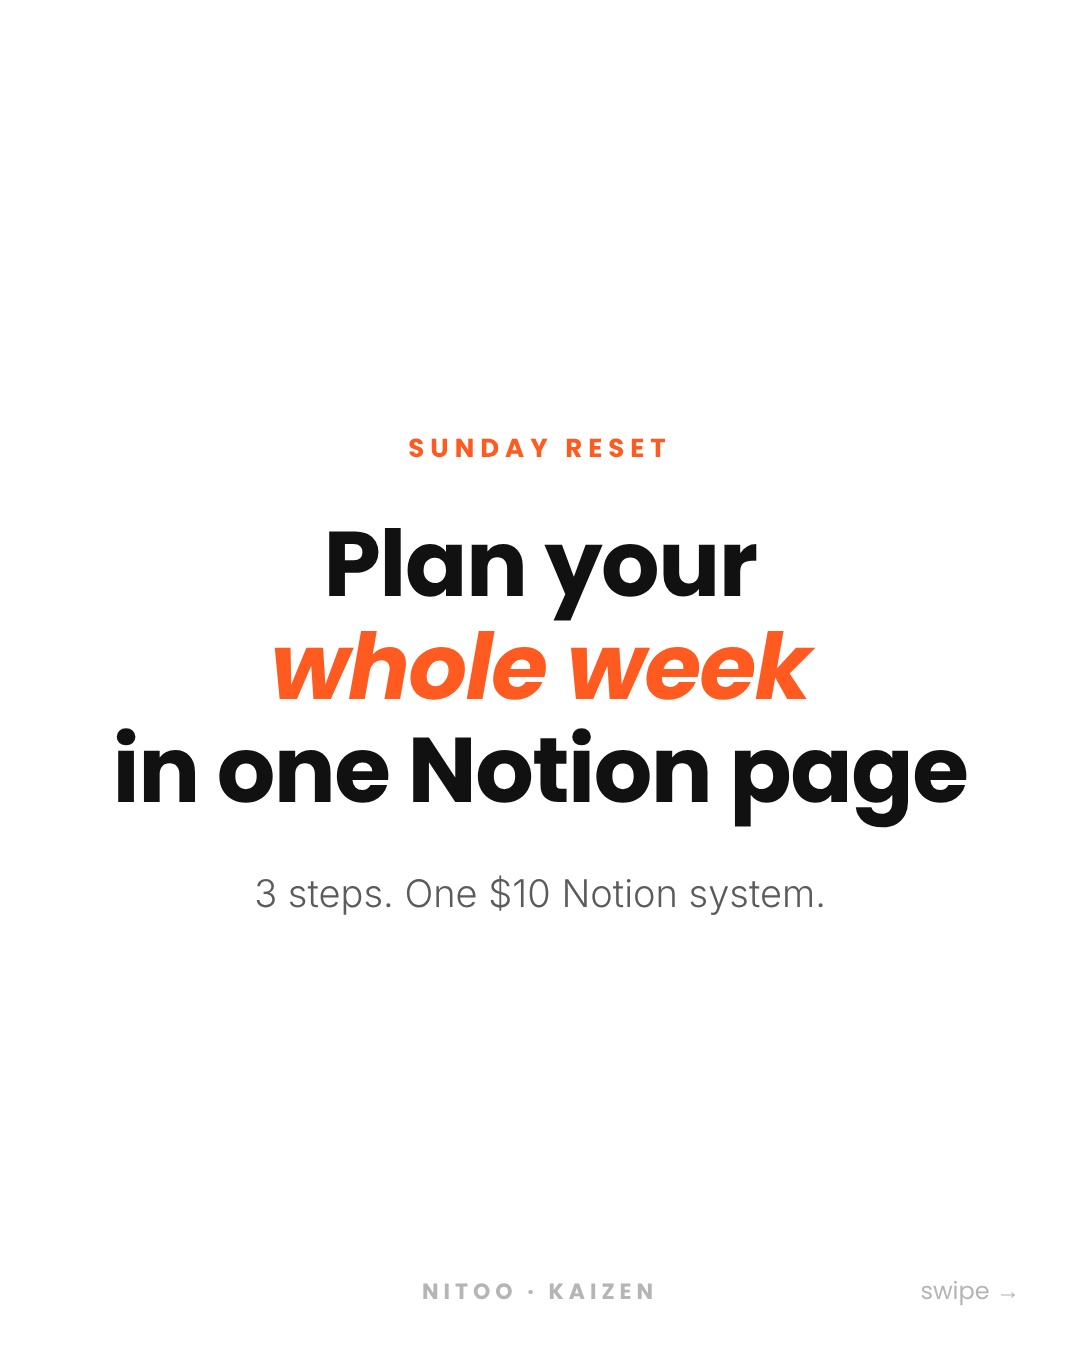 SUNDAY RESET
Plan your
whole week
in one Notion page
3 steps. One $10 Notion system.
NITOO · KAIZEN
swipe →